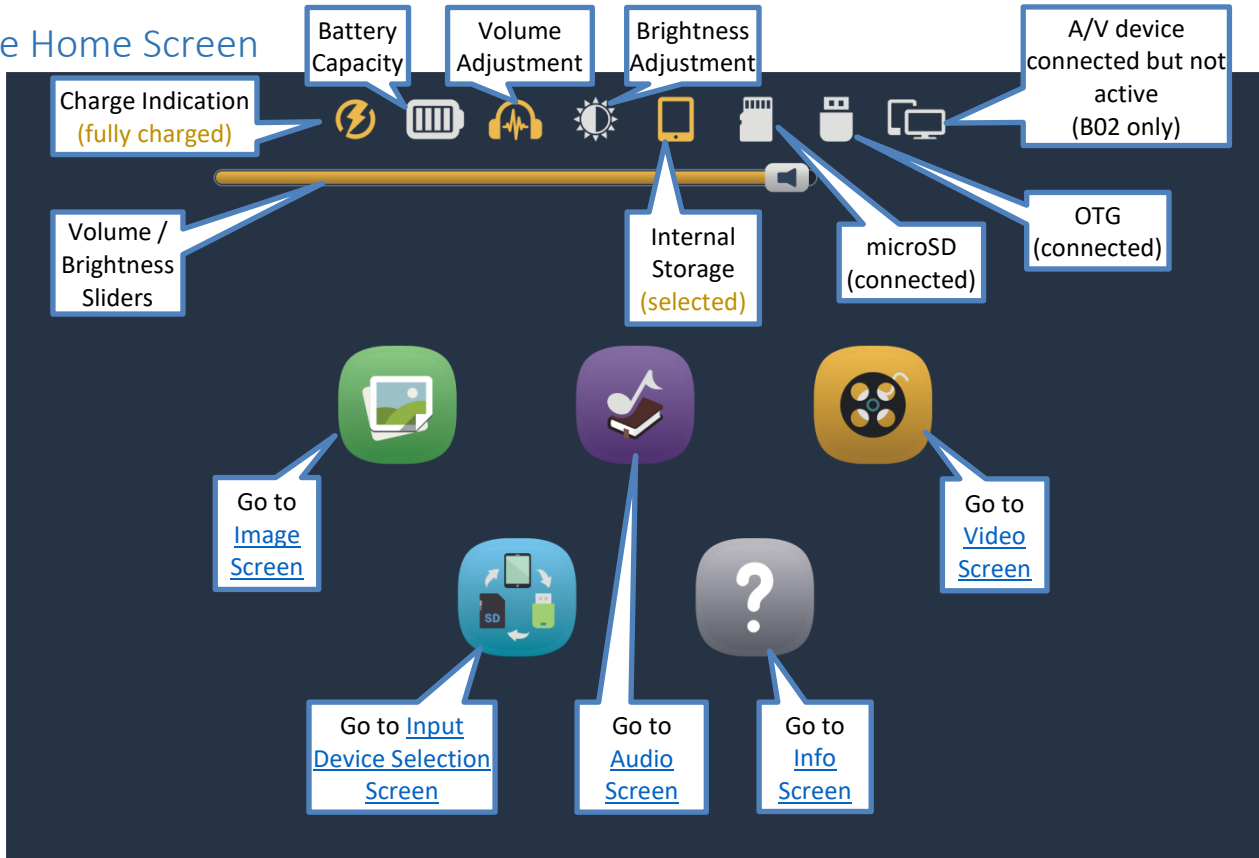 e Home Screen
Battery
Capacity
Volume
Adjustment
Brightness
Adjustment
A/V device
connected but not
active
(B02 only)
Charge Indication
(fully charged)
Volume /
Brightness
Sliders
Internal
Storage
(selected)
microSD
(connected)
OTG
(connected)
Go to
Image
Screen
Go to
Video
Screen
SD
?
Go to Input
Device Selection
Screen
Go to
Audio
Screen
Go to
Info
Screen